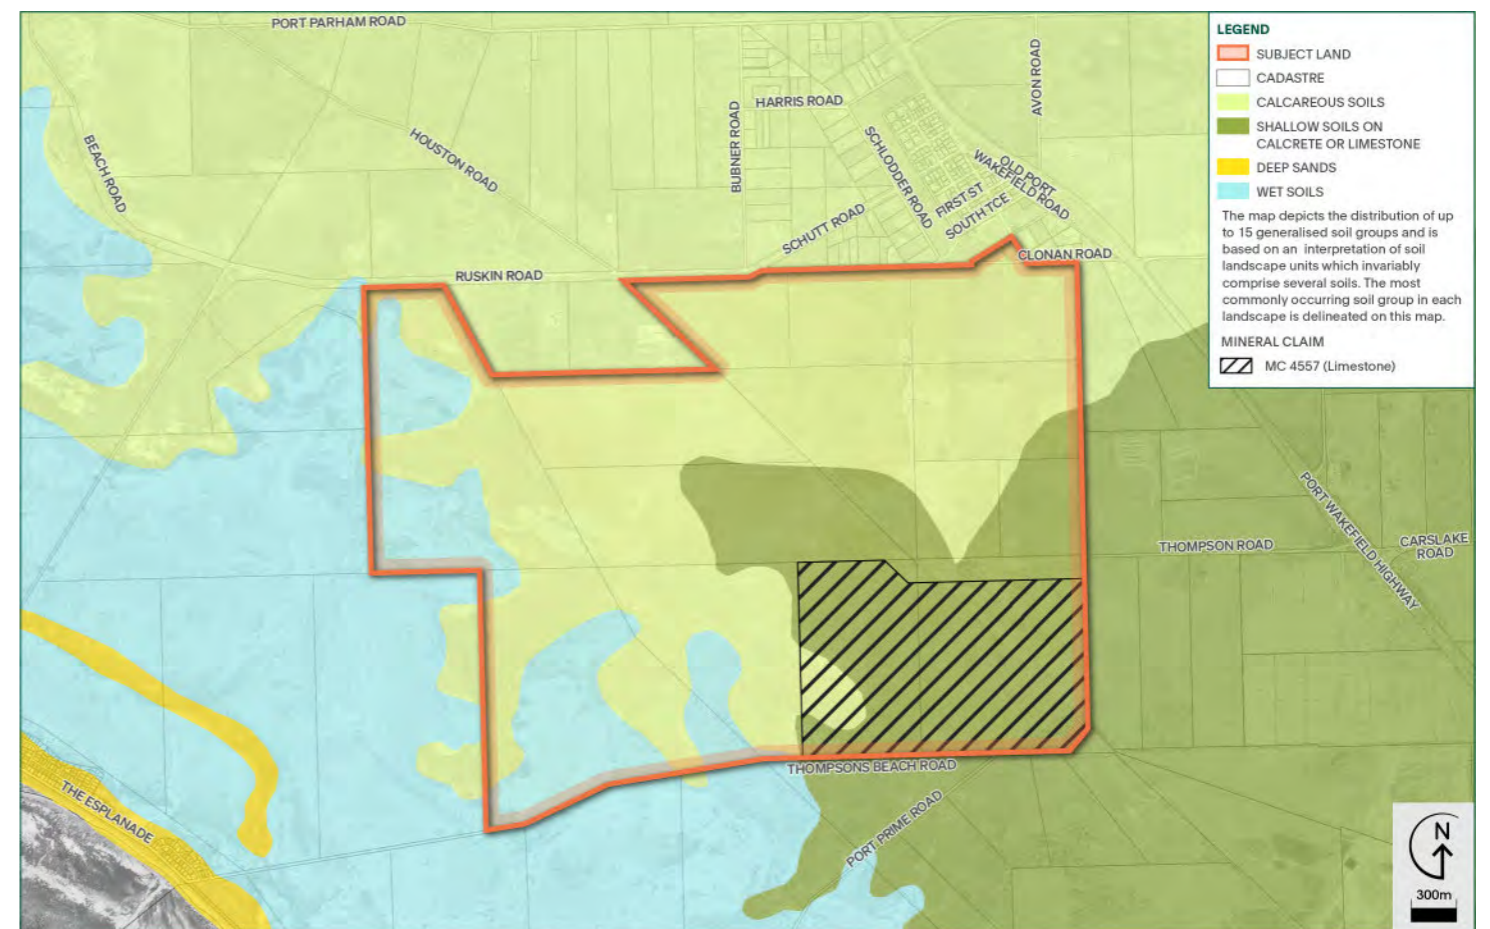 PORT PARHAM ROAD
BEACH ROAD
HOUSTON ROAD
BUBNER ROAD
HARRIS ROAD
SCHLODDER ROAD
AVON ROAD
OLD PORT
WAKEFIELD ROAD
FIRST ST
SOUTH TCE
SCHUTT ROAD
CLONAN ROAD
RUSKIN ROAD
PORT WAKEFIELD HIGHWAY
THOMPSON ROAD
CARSLAKE
ROAD
THOMPSONS BEACH ROAD
PORT PRIME ROAD
THE ESPLANADE
LEGEND
SUBJECT LAND
CADASTRE
CALCAREOUS SOILS
SHALLOW SOILS ON
CALCRETE OR LIMESTONE
DEEP SANDS
WET SOILS
The map depicts the distribution of up
to 15 generalised soil groups and is
based on an interpretation of soil
landscape units which invariably
comprise several soils. The most
commonly occurring soil group in each
landscape is delineated on this map.
MINERAL CLAIM
MC 4557 (Limestone)
N
300m